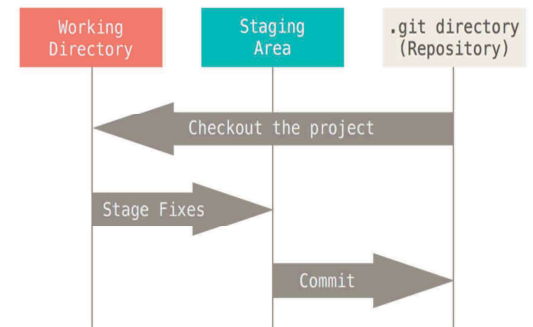 Working
Directory
Staging
Area
.git directory
(Repository)
Checkout the project
Stage Fixes
Commit